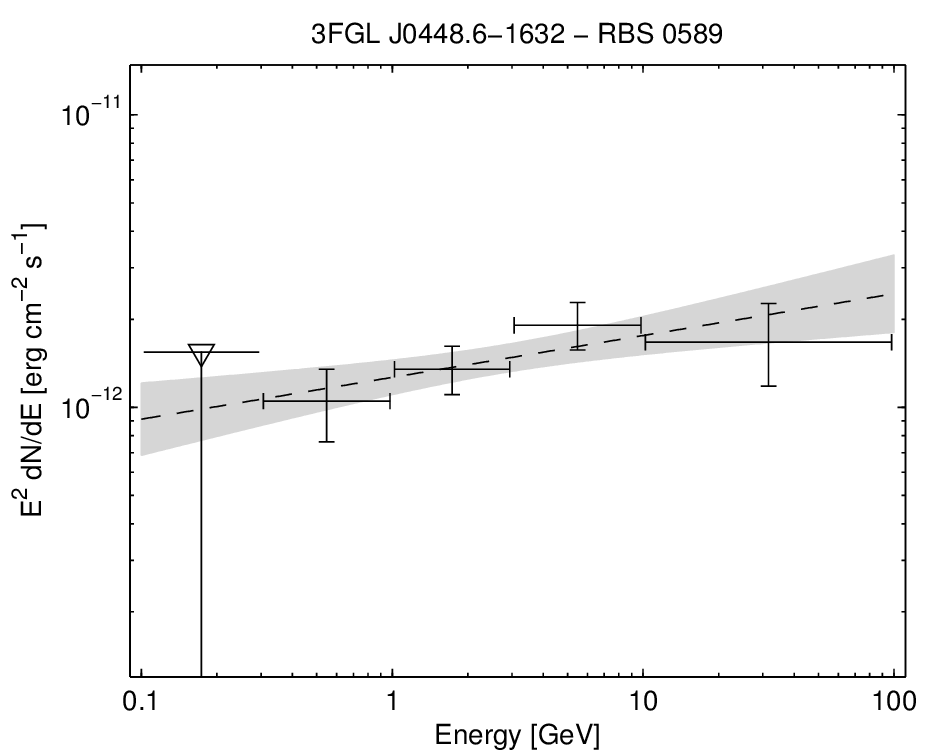 3FGL J0448.6−1632 − RBS 0589
10⁻¹¹
10⁻¹²
E² dN/dE [erg cm⁻² s⁻¹]
0.1 1 10 100
Energy [GeV]